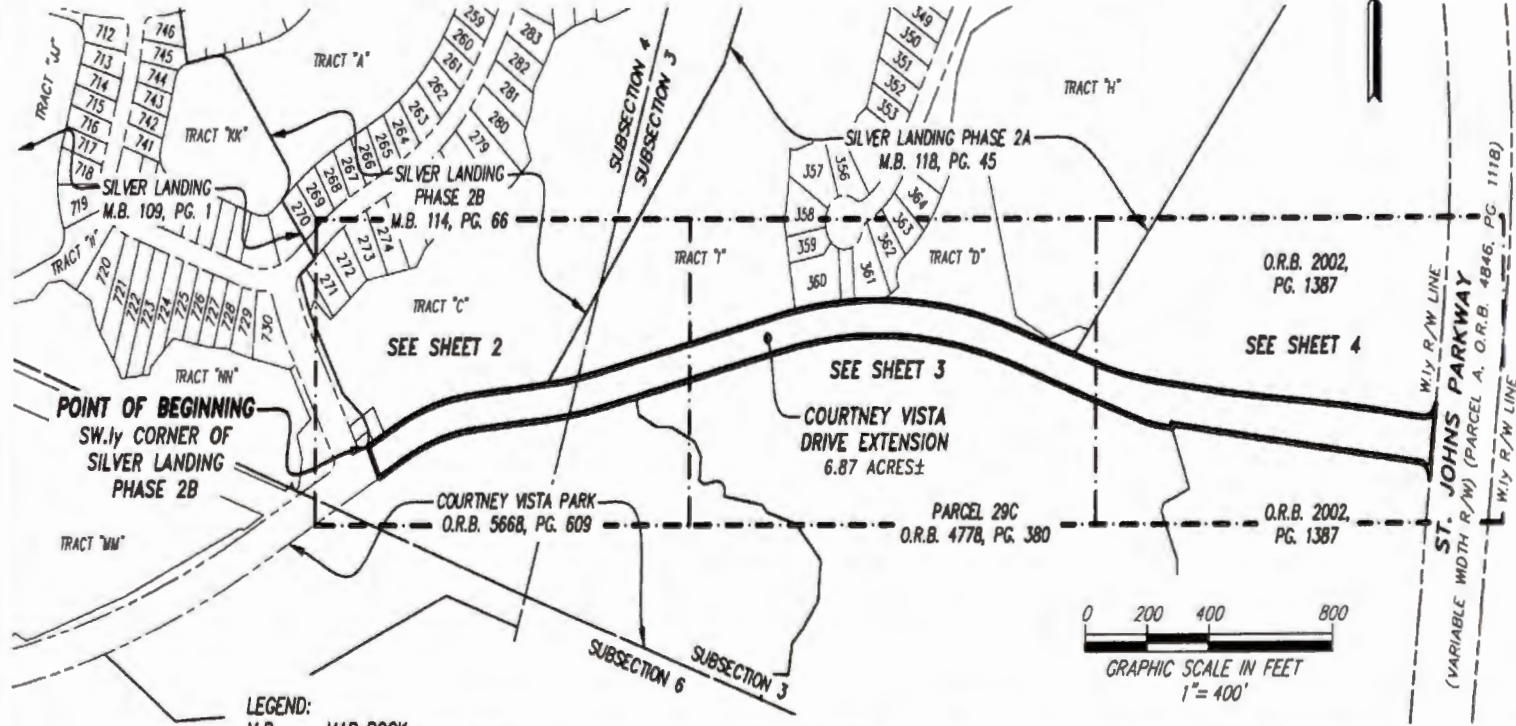 712
713
714
715
716
717
718
719
746
745
744
743
742
741
TRACT "JJ"
TRACT "A"
TRACT "KK"
259
260
261
262
263
264
265
266
267
268
269
270
283
282
281
280
279
SUBSECTION 4
SUBSECTION 3
349
350
351
352
353
TRACT "H"
SILVER LANDING
M.B. 109, PG. 1
SILVER LANDING
PHASE 2B
M.B. 114, PG. 66
SILVER LANDING PHASE 2A
M.B. 118, PG. 45
357
356
358
359
360
361
362
363
364
TRACT "D"
TRACT "I"
271
272
273
274
TRACT "C"
720
721
722
723
724
725
726
727
728
729
730
TRACT "NN"
SEE SHEET 2
SEE SHEET 3
SEE SHEET 4
O.R.B. 2002,
PG. 1387
POINT OF BEGINNING
SW.ly CORNER OF
SILVER LANDING
PHASE 2B
COURTNEY VISTA
DRIVE EXTENSION
6.87 ACRES±
COURTNEY VISTA PARK
O.R.B. 5668, PG. 609
PARCEL 29C
O.R.B. 4778, PG. 380
O.R.B. 2002,
PG. 1387
TRACT "MM"
W.ly R/W LINE
ST. JOHNS PARKWAY
(VARIABLE WIDTH R/W) (PARCEL A, O.R.B. 4846, PG. 1118)
W.ly R/W LINE
SUBSECTION 6
SUBSECTION 3
0 200 400 800
GRAPHIC SCALE IN FEET
1"= 400'
LEGEND: